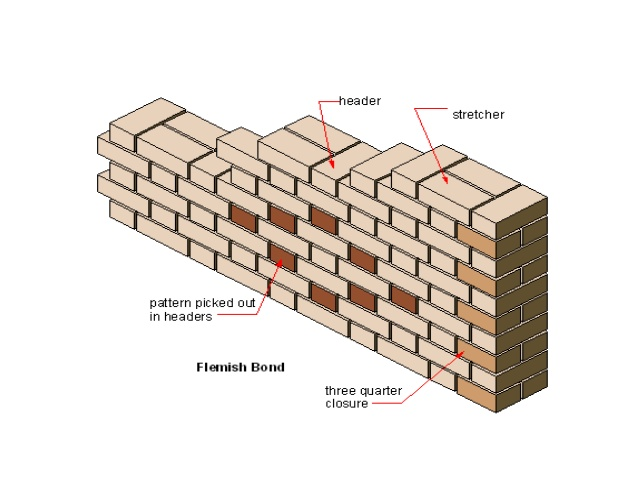 header
stretcher
pattern picked out
in headers
Flemish Bond
three quarter
closure